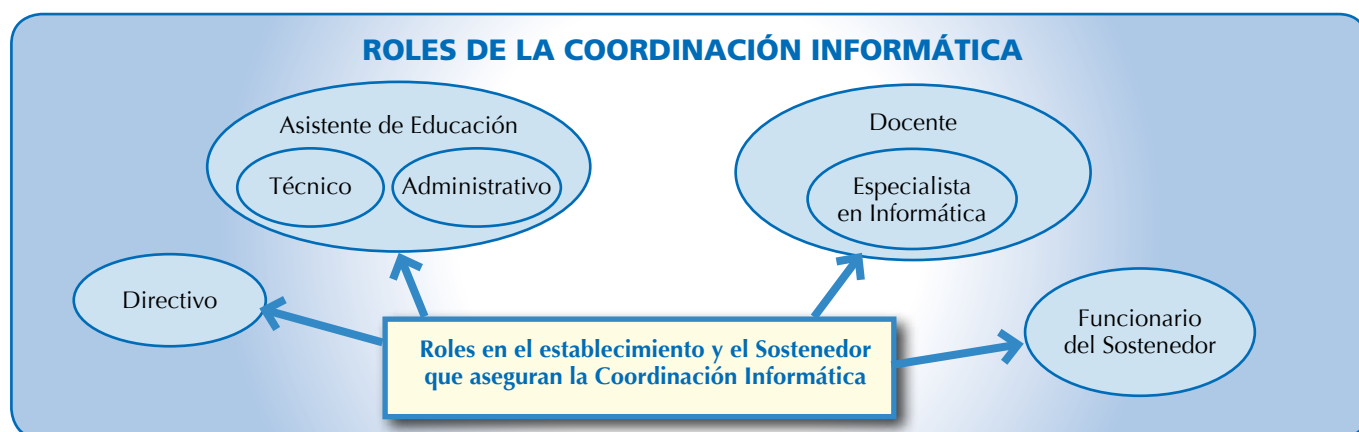 ROLES DE LA COORDINACIÓN INFORMÁTICA
Asistente de Educación
Técnico
Administrativo
Docente
Especialista
en Informática
Directivo
Roles en el establecimiento y el Sostenedor
que aseguran la Coordinación Informática
Funcionario
del Sostenedor